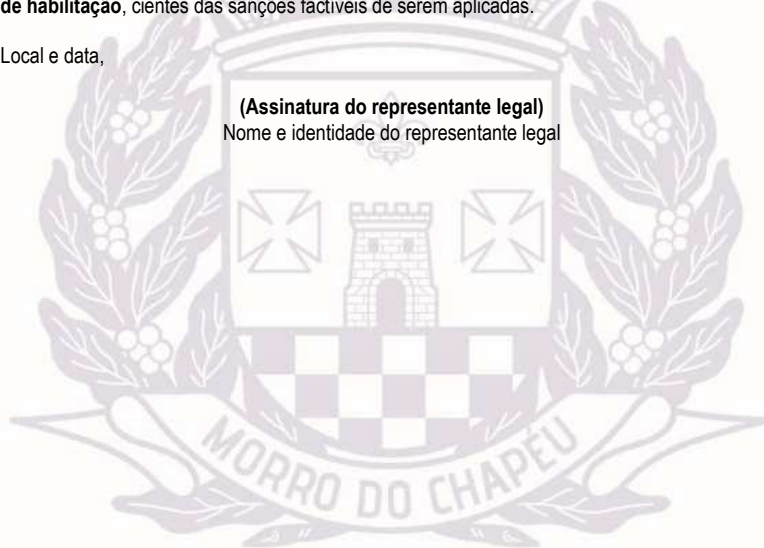 de habilitação, cientes das sanções factíveis de serem aplicadas.
Local e data,
(Assinatura do representante legal)
Nome e identidade do representante legal
MORRO DO CHAPÉU